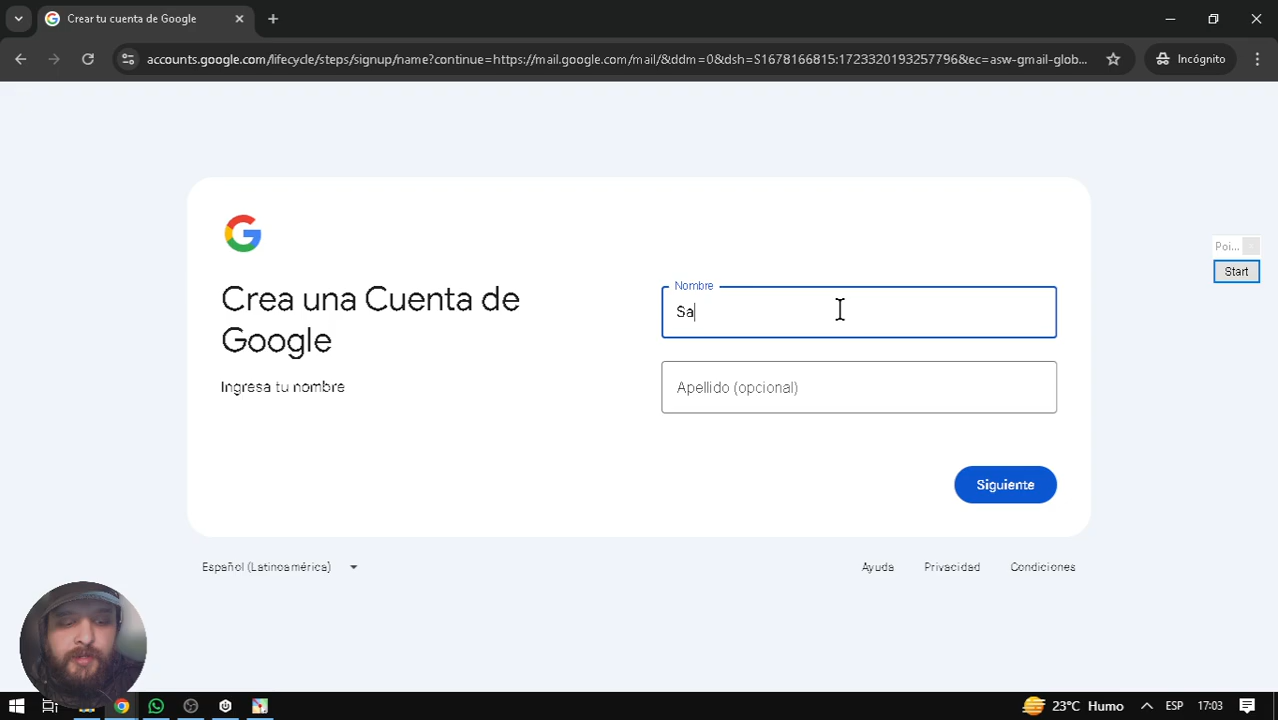 Crear tu cuenta de Google
accounts.google.com/lifecycle/steps/signup/name?continue=https://mail.google.com/mail/&ddm=0&dsh=S1678166815:1723320193257796&ec=asw-gmail-glob...
Incógnito
Poi...
Start
Crea una Cuenta de
Google
Ingresa tu nombre
Nombre
Sa
Apellido (opcional)
Siguiente
Español (Latinoamérica)
Ayuda
Privacidad
Condiciones
23°C Humo
ESP
17:03